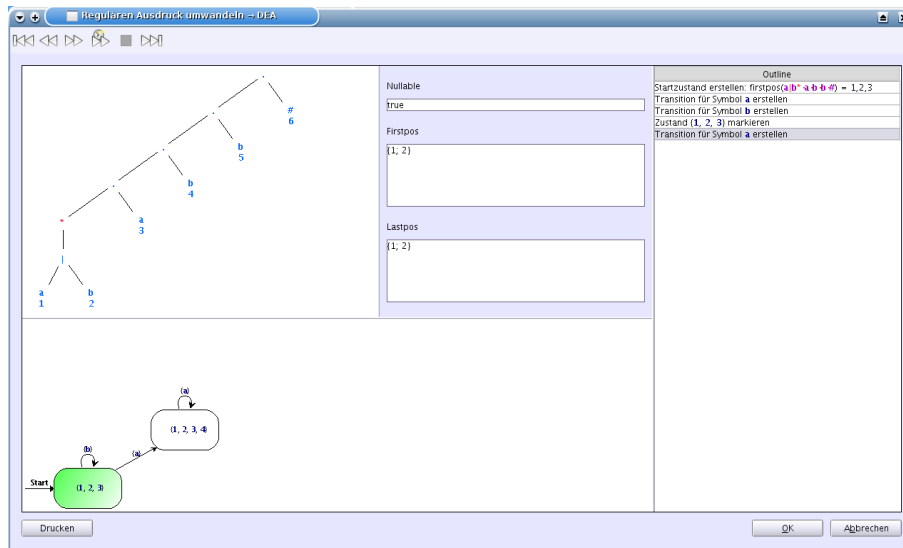 Regulären Ausdruck umwandeln → DEA
#
6
b
5
b
4
a
3
*
|
a
1
b
2
Nullable
true
Firstpos
{1; 2}
Lastpos
{1; 2}
Outline
Startzustand erstellen: firstpos(a|b*·a·b·b·#) = 1,2,3
Transition für Symbol a erstellen
Transition für Symbol b erstellen
Zustand {1, 2, 3} markieren
Transition für Symbol a erstellen
{a}
{1, 2, 3, 4}
{b}
{a}
Start
{1, 2, 3}
Drucken
OK
Abbrechen